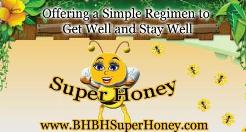 Offering a Simple Regimen to
Get Well and Stay Well
Super Honey
www.BHBHSuperHoney.com